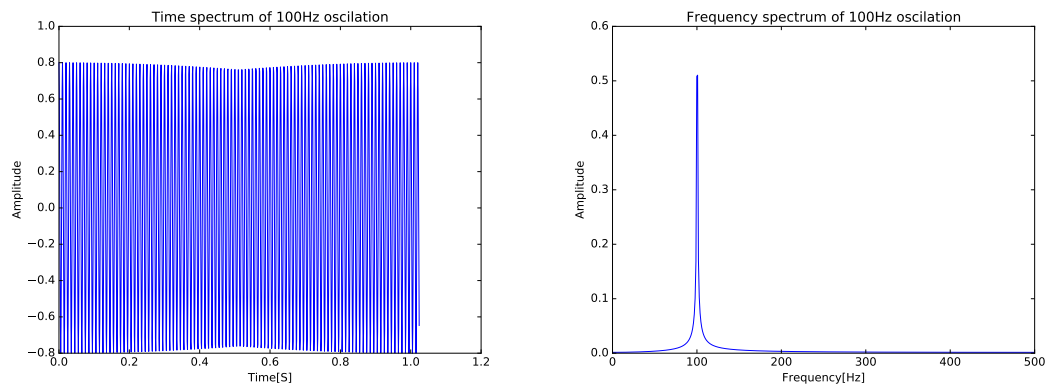 Time spectrum of 100Hz oscilation
1.0
0.8
0.6
0.4
0.2
0.0
−0.2
−0.4
−0.6
−0.8
Amplitude
0.0 0.2 0.4 0.6 0.8 1.0 1.2
Time[S]
Frequency spectrum of 100Hz oscilation
0.6
0.5
0.4
0.3
0.2
0.1
0.0
Amplitude
0 100 200 300 400 500
Frequency[Hz]